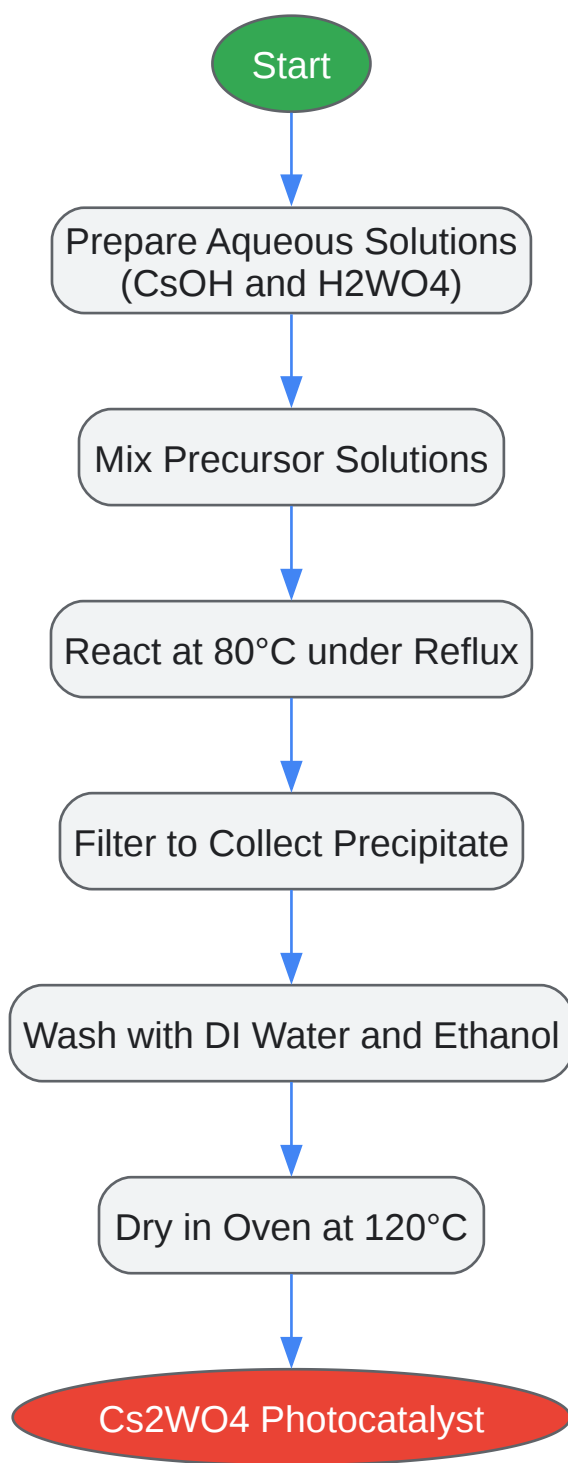 Start
Prepare Aqueous Solutions
(CsOH and H2WO4)
Mix Precursor Solutions
React at 80°C under Reflux
Filter to Collect Precipitate
Wash with DI Water and Ethanol
Dry in Oven at 120°C
Cs2WO4 Photocatalyst